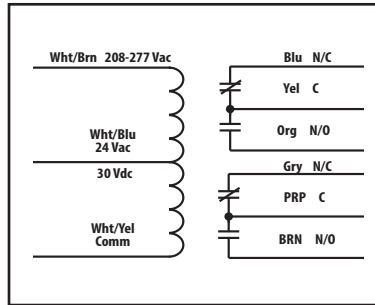 Wht/Brn 208-277 Vac
Wht/Blu
24 Vac
30 Vdc
Wht/Yel
Comm
Blu N/C
Yel C
Org N/O
Gry N/C
PRP C
BRN N/O